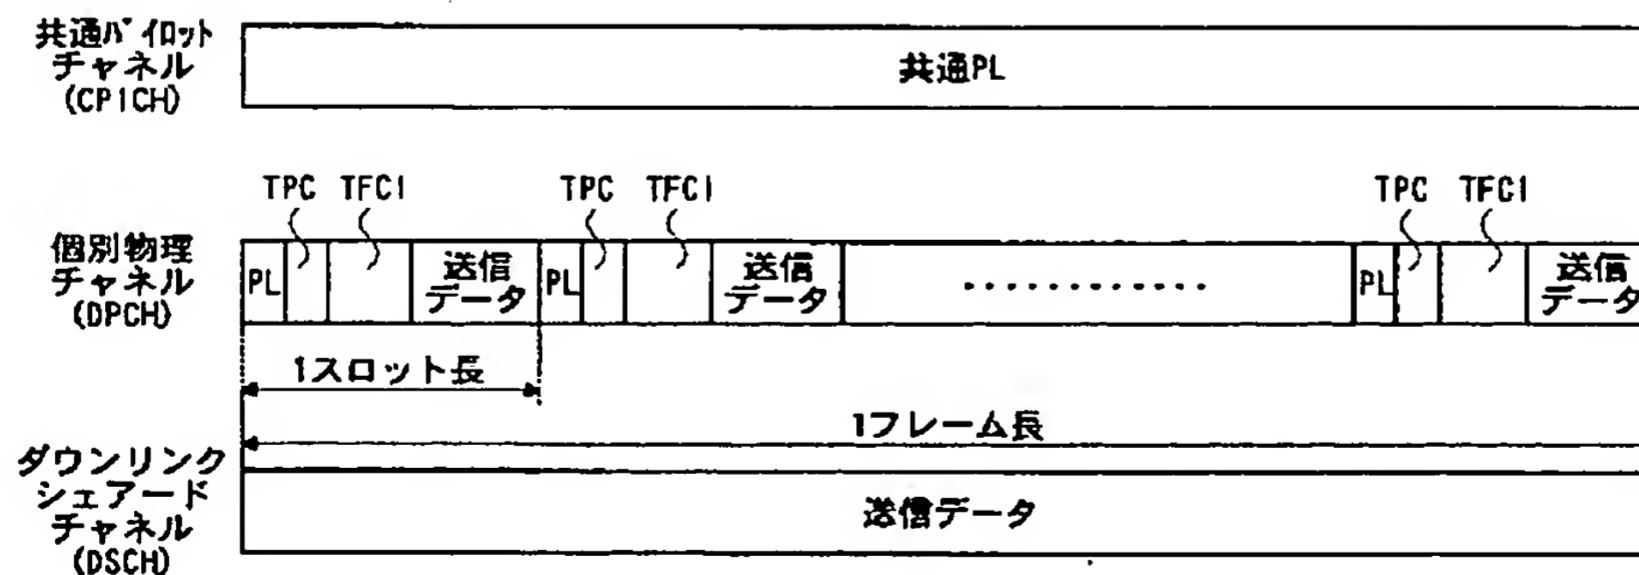 共通パイロット
チャネル
(CPICH)
共通PL
TPC TFCI TPC TFCI TPC TFCI
個別物理
チャネル
(DPCH)
PL
送信
データ
PL
送信
データ
............
PL
送信
データ
1スロット長
1フレーム長
ダウンリンク
シェアード
チャネル
(DSCH)
送信データ